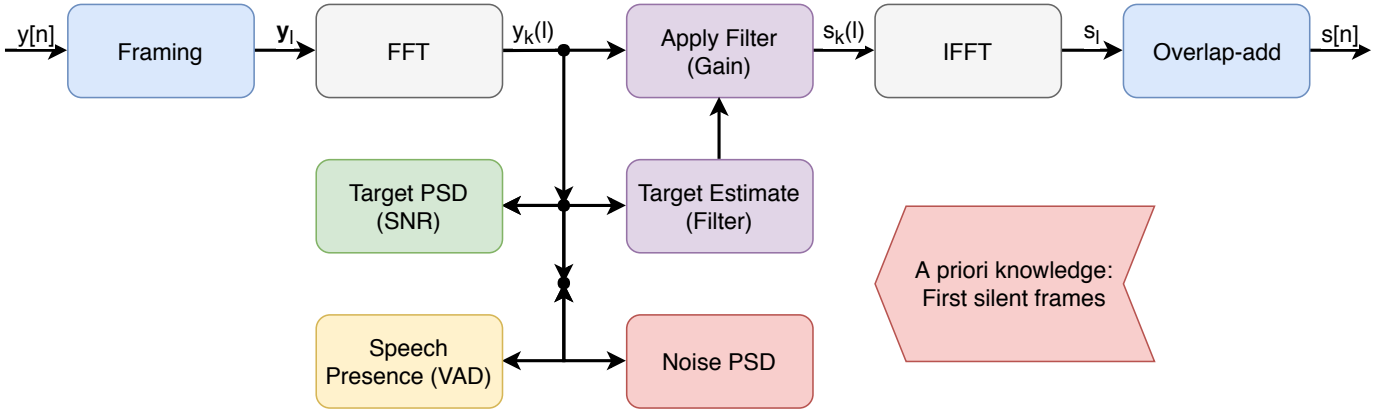 y[n]
Framing
y_l
FFT
y_k(l)
Apply Filter
(Gain)
s_k(l)
IFFT
s_l
Overlap-add
s[n]
Target PSD
(SNR)
Target Estimate
(Filter)
A priori knowledge:
First silent frames
Speech
Presence (VAD)
Noise PSD